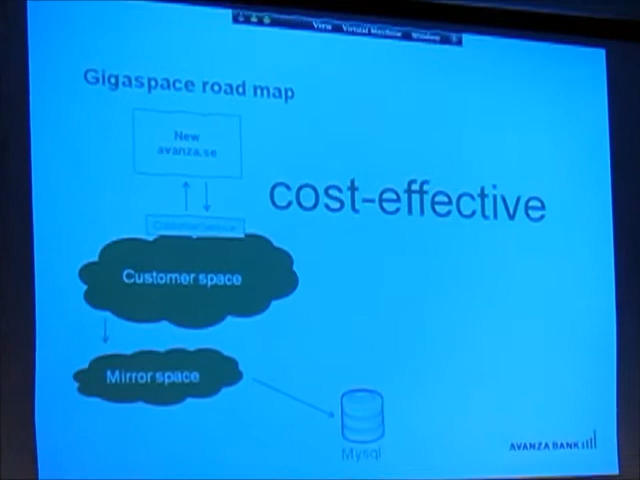 View Virtual Machine Window
Gigaspace road map
New
avanza.se
cost-effective
Customer space
Mirror space
Mysql
AVANZA BANK